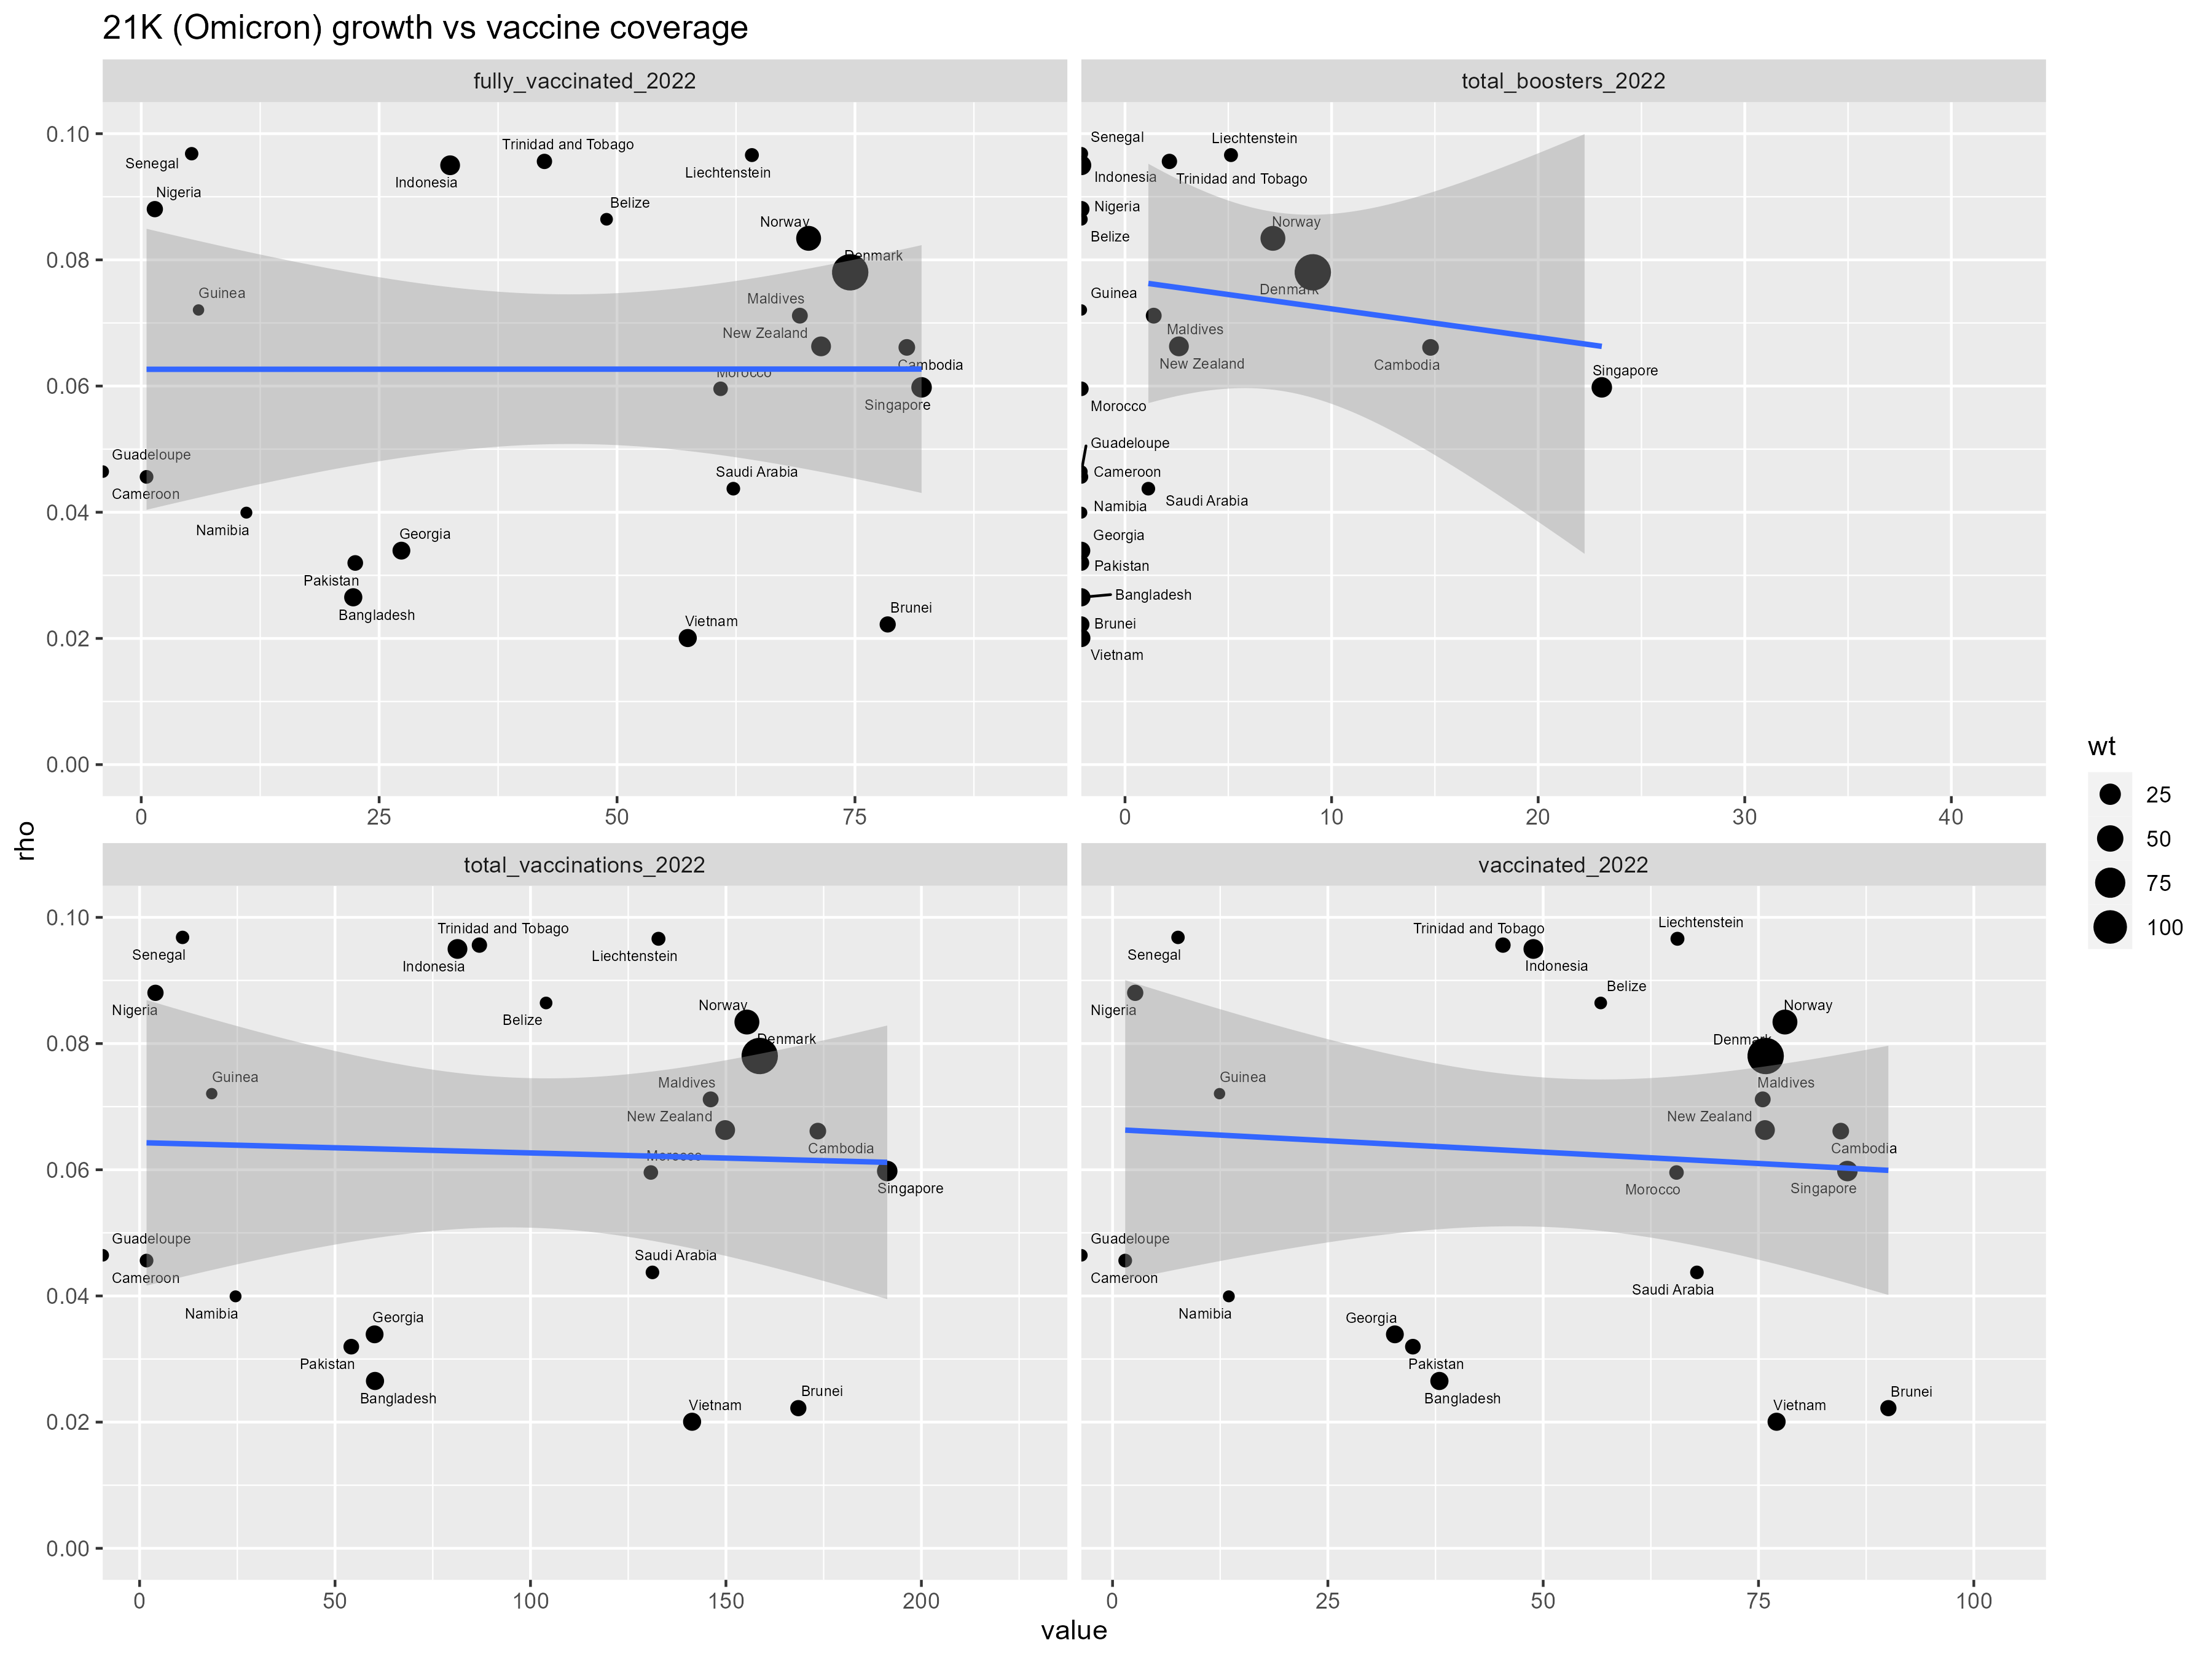 21K (Omicron) growth vs vaccine coverage
fully_vaccinated_2022
total_boosters_2022
0.10
0.08
0.06
0.04
0.02
0.00
Senegal
Nigeria
Indonesia
Trinidad and Tobago
Liechtenstein
Belize
Norway
Denmark
Guinea
Maldives
New Zealand
Cambodia
Morocco
Singapore
Guadeloupe
Cameroon
Saudi Arabia
Namibia
Georgia
Pakistan
Bangladesh
Vietnam
Brunei
0
25
50
75
Senegal
Liechtenstein
Indonesia
Trinidad and Tobago
Nigeria
Norway
Belize
Guinea
Denmark
Maldives
New Zealand
Cambodia
Singapore
Morocco
Guadeloupe
Cameroon
Saudi Arabia
Namibia
Georgia
Pakistan
Bangladesh
Brunei
Vietnam
0
10
20
30
40
rho
total_vaccinations_2022
vaccinated_2022
0.10
0.08
0.06
0.04
0.02
0.00
Trinidad and Tobago
Senegal
Indonesia
Liechtenstein
Nigeria
Belize
Norway
Denmark
Guinea
Maldives
New Zealand
Cambodia
Morocco
Singapore
Guadeloupe
Cameroon
Saudi Arabia
Namibia
Georgia
Pakistan
Bangladesh
Vietnam
Brunei
0
50
100
150
200
Liechtenstein
Trinidad and Tobago
Senegal
Indonesia
Belize
Nigeria
Norway
Denmark
Guinea
Maldives
New Zealand
Cambodia
Morocco
Singapore
Guadeloupe
Cameroon
Saudi Arabia
Namibia
Georgia
Pakistan
Bangladesh
Vietnam
Brunei
0
25
50
75
100
value
wt
25
50
75
100